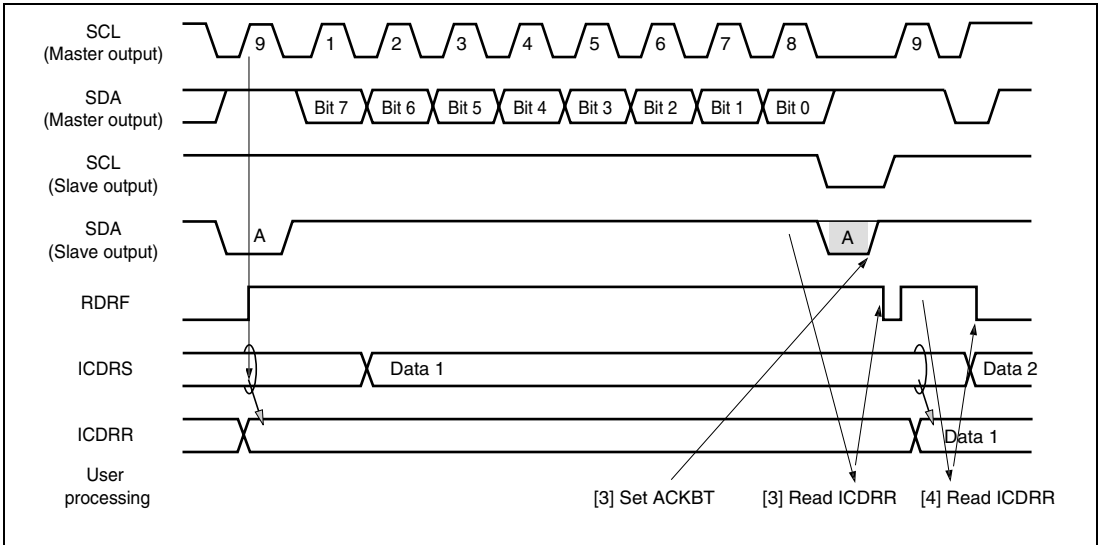 SCL
(Master output)
9 1 2 3 4 5 6 7 8 9
SDA
(Master output)
Bit 7 Bit 6 Bit 5 Bit 4 Bit 3 Bit 2 Bit 1 Bit 0
SCL
(Slave output)
SDA
(Slave output)
A A
RDRF
ICDRS
Data 1 Data 2
ICDRR
Data 1
User
processing
[3] Set ACKBT [3] Read ICDRR [4] Read ICDRR